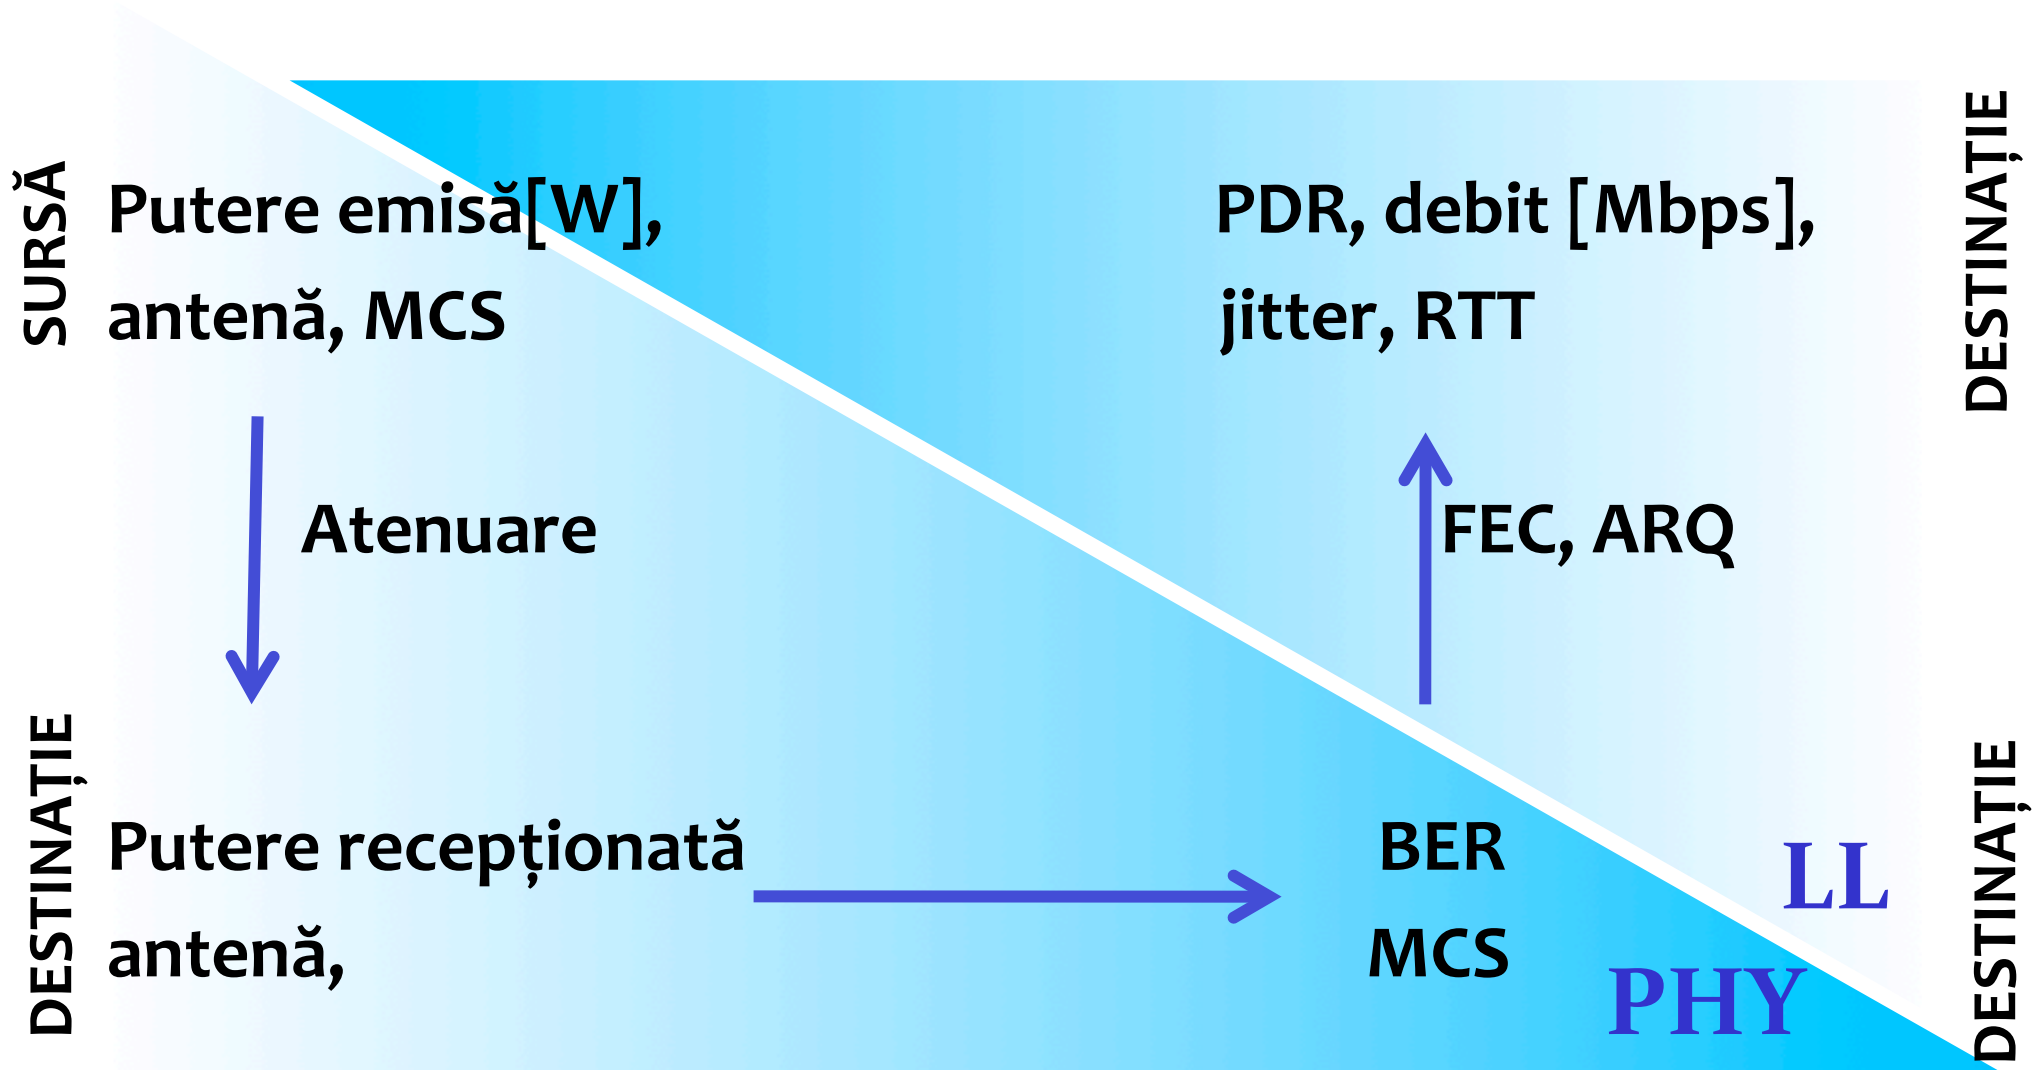 SURSĂ
Putere emisă[W],
antenă, MCS
PDR, debit [Mbps],
jitter, RTT
DESTINAȚIE
Atenuare
FEC, ARQ
DESTINAȚIE
Putere recepționată
antenă,
BER
MCS
LL
PHY
DESTINAȚIE